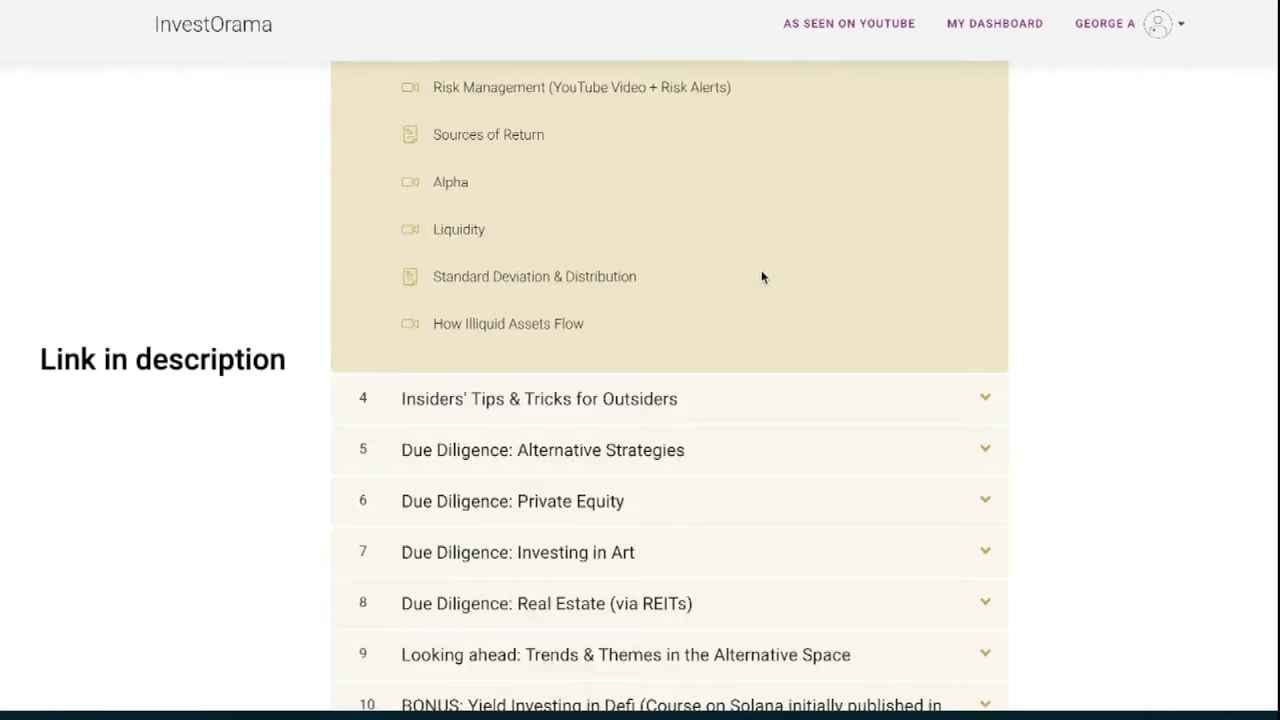 InvestOrama
AS SEEN ON YOUTUBE
MY DASHBOARD
GEORGE A
Risk Management (YouTube Video + Risk Alerts)
Sources of Return
Alpha
Liquidity
Standard Deviation & Distribution
How Illiquid Assets Flow
Link in description
4 Insiders' Tips & Tricks for Outsiders
5 Due Diligence: Alternative Strategies
6 Due Diligence: Private Equity
7 Due Diligence: Investing in Art
8 Due Diligence: Real Estate (via REITs)
9 Looking ahead: Trends & Themes in the Alternative Space
10 BONUS: Yield Investing in Defi (Course on Solana initially published in